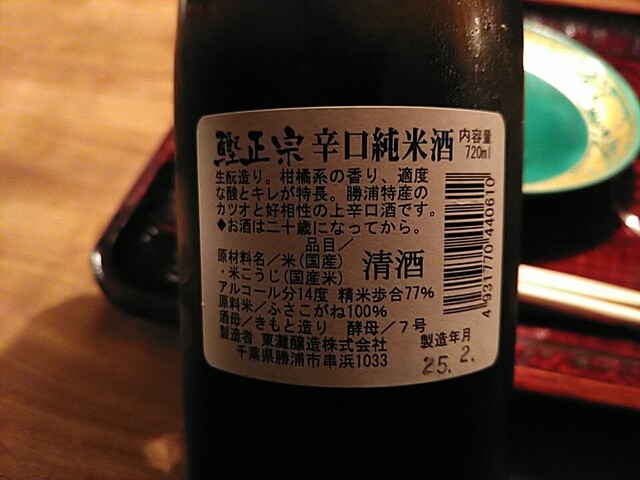 鰹正宗 辛口純米酒 内容量 720ml
生酛造り。柑橘系の香り、適度
な酸とキレが特長。勝浦特産の
カツオと好相性の上辛口酒です。
◆お酒は二十歳になってから。
品目/
清酒
原材料名/米(国産)
・米こうじ(国産米)
アルコール分14度 精米歩合77%
原料米/ふさこがね100%
酒母/きもと造り 酵母/7号
製造者 東灘醸造株式会社
千葉県勝浦市串浜1033
製造年月
25.2.
4 931770 440610